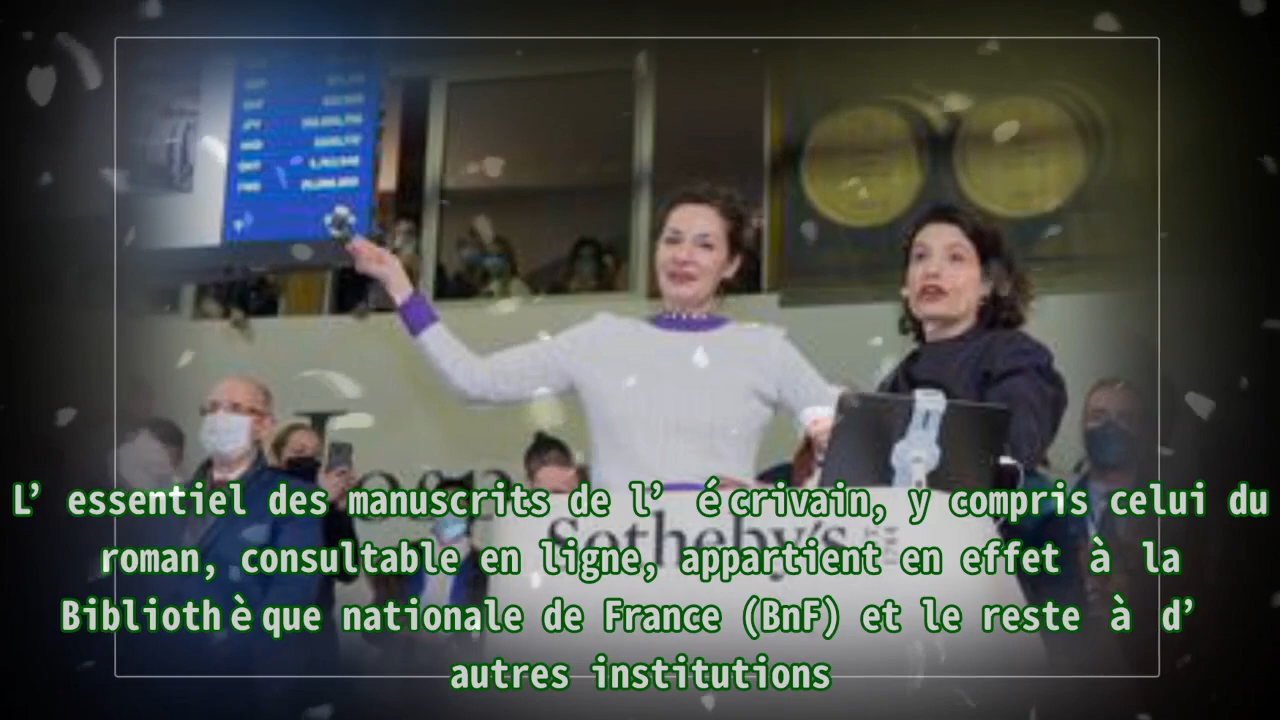 Sotheby's
L’ essentiel des manuscrits de l’ écrivain, y compris celui du
roman, consultable en ligne, appartient en effet à la
Bibliothèque nationale de France (BnF) et le reste à d’
autres institutions